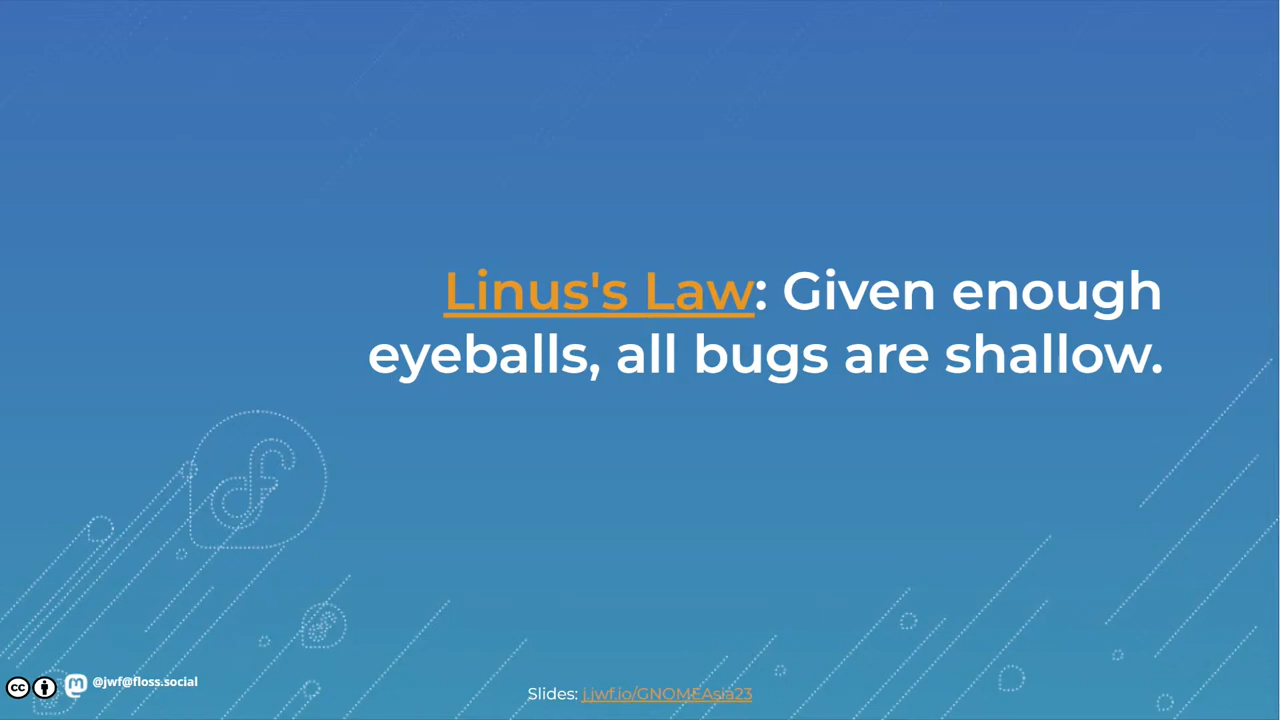 Linus's Law: Given enough
eyeballs, all bugs are shallow.
@jwf@floss.social
Slides: j.jwf.io/GNOMEAsia23